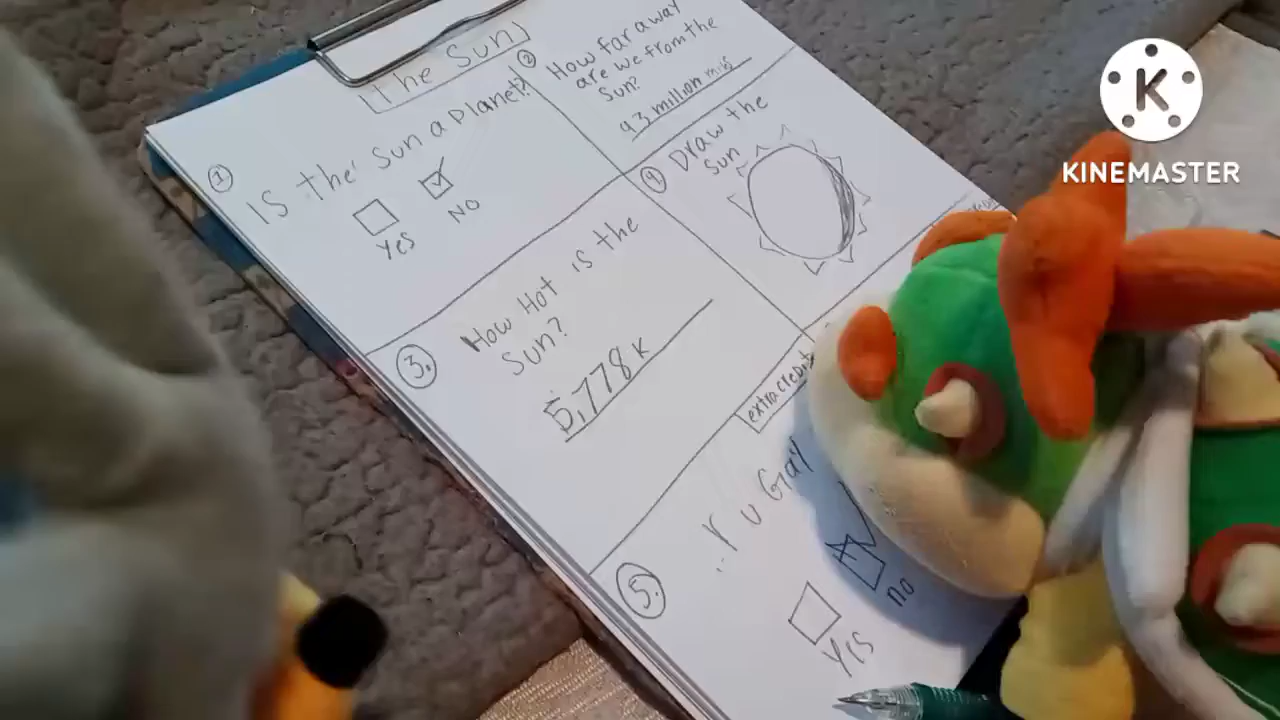 The Sun
① Is the Sun a planet?
Yes
No
② How far away
are we from the
Sun?
93 million miles
③. How Hot is the
Sun?
5,778 K
④ Draw the
Sun
extra credit
⑤. ..r u Gay
Yes
no
K
KINEMASTER